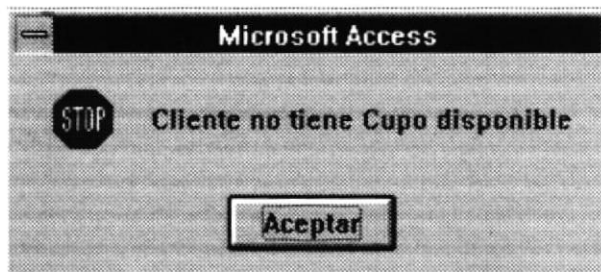 Microsoft Access
STOP
Cliente no tiene Cupo disponible
Aceptar